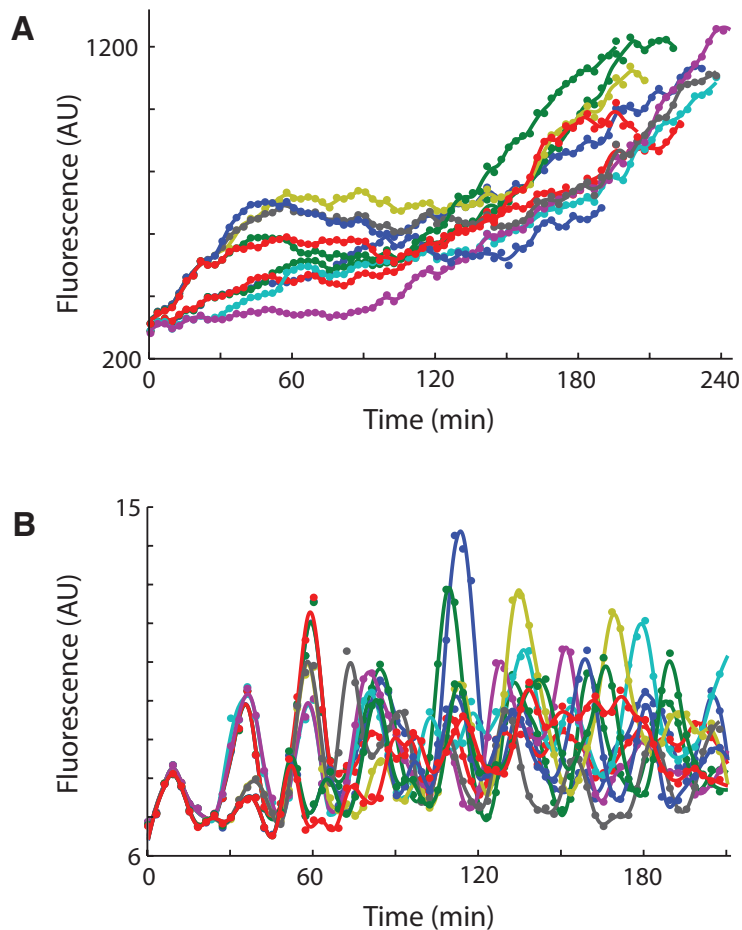 A
1200
Fluorescence (AU)
200
0 60 120 180 240
Time (min)
B
15
Fluorescence (AU)
6
0 60 120 180
Time (min)